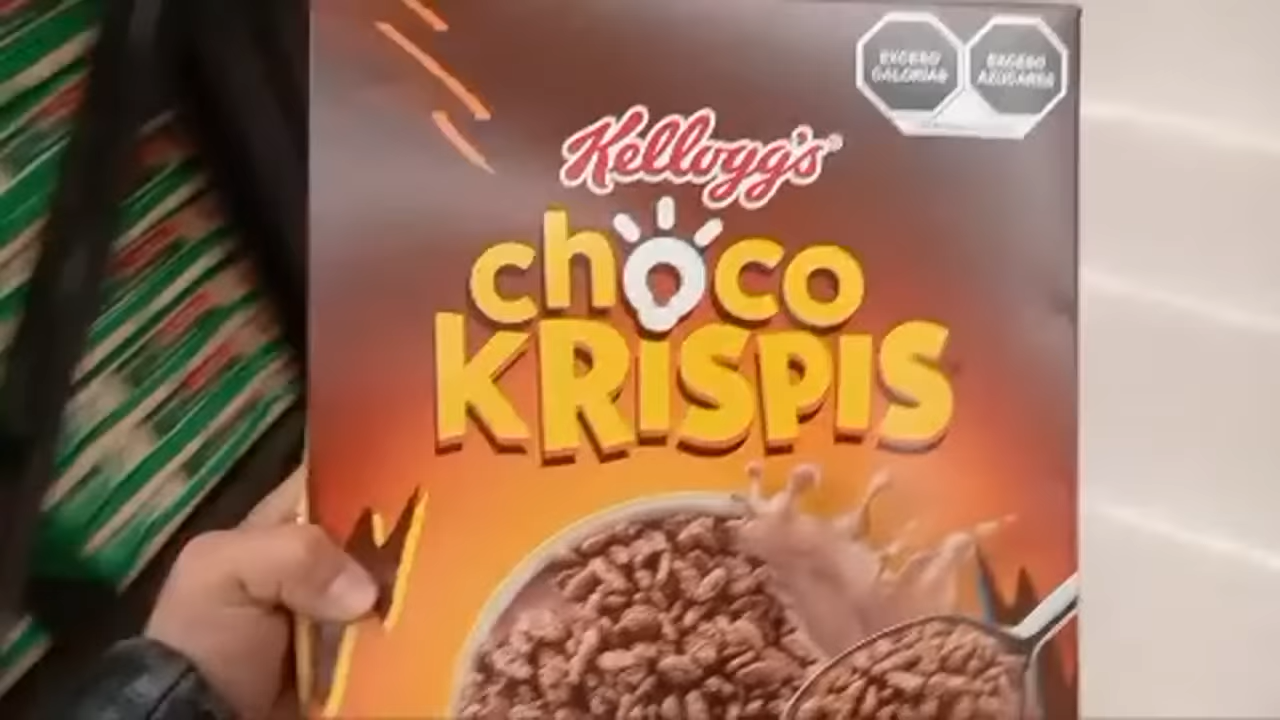 EXCESO CALORÍAS
EXCESO AZÚCARES
Kellogg's®
choco
KRISPIS